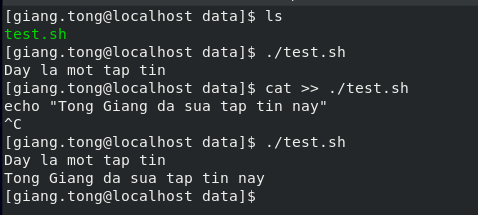 [giang.tong@localhost data]$ ls
test.sh
[giang.tong@localhost data]$ ./test.sh
Day la mot tap tin
[giang.tong@localhost data]$ cat >> ./test.sh
echo "Tong Giang da sua tap tin nay"
^C
[giang.tong@localhost data]$ ./test.sh
Day la mot tap tin
Tong Giang da sua tap tin nay
[giang.tong@localhost data]$